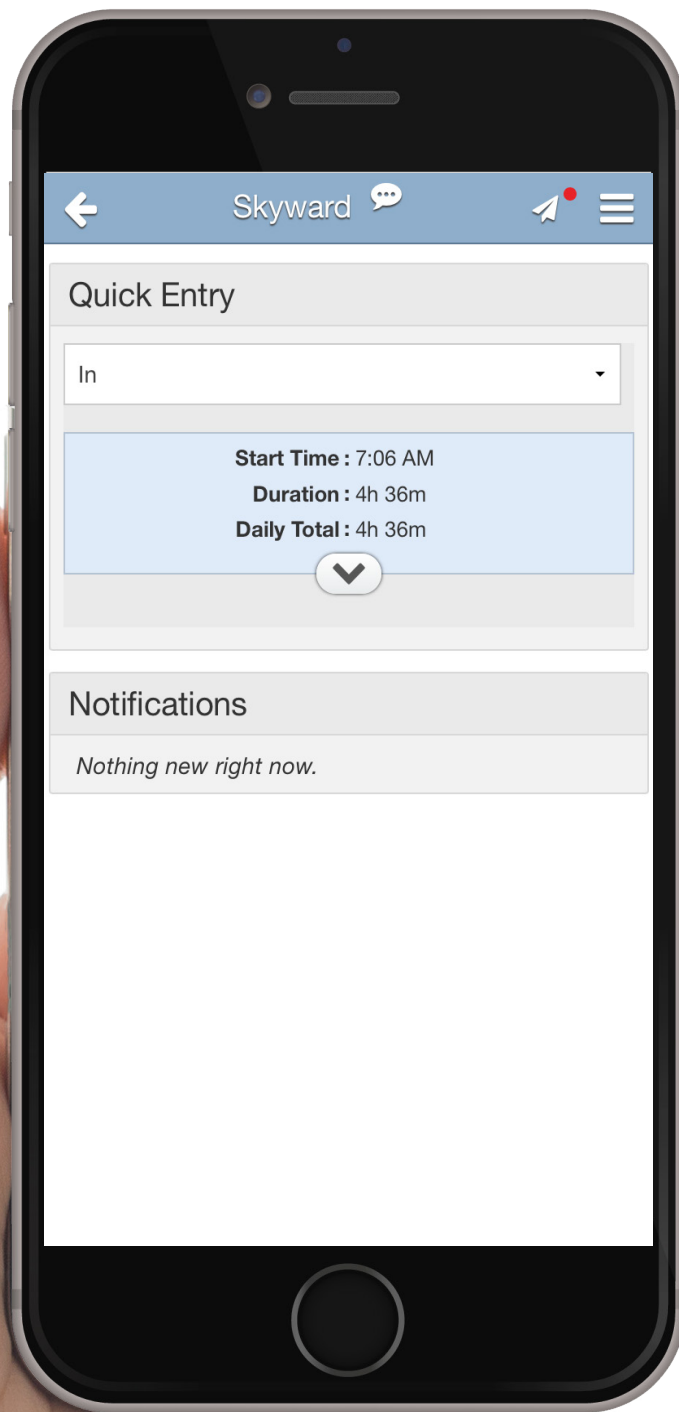 Skyward
Quick Entry
In
Start Time : 7:06 AM
Duration : 4h 36m
Daily Total : 4h 36m
Notifications
Nothing new right now.